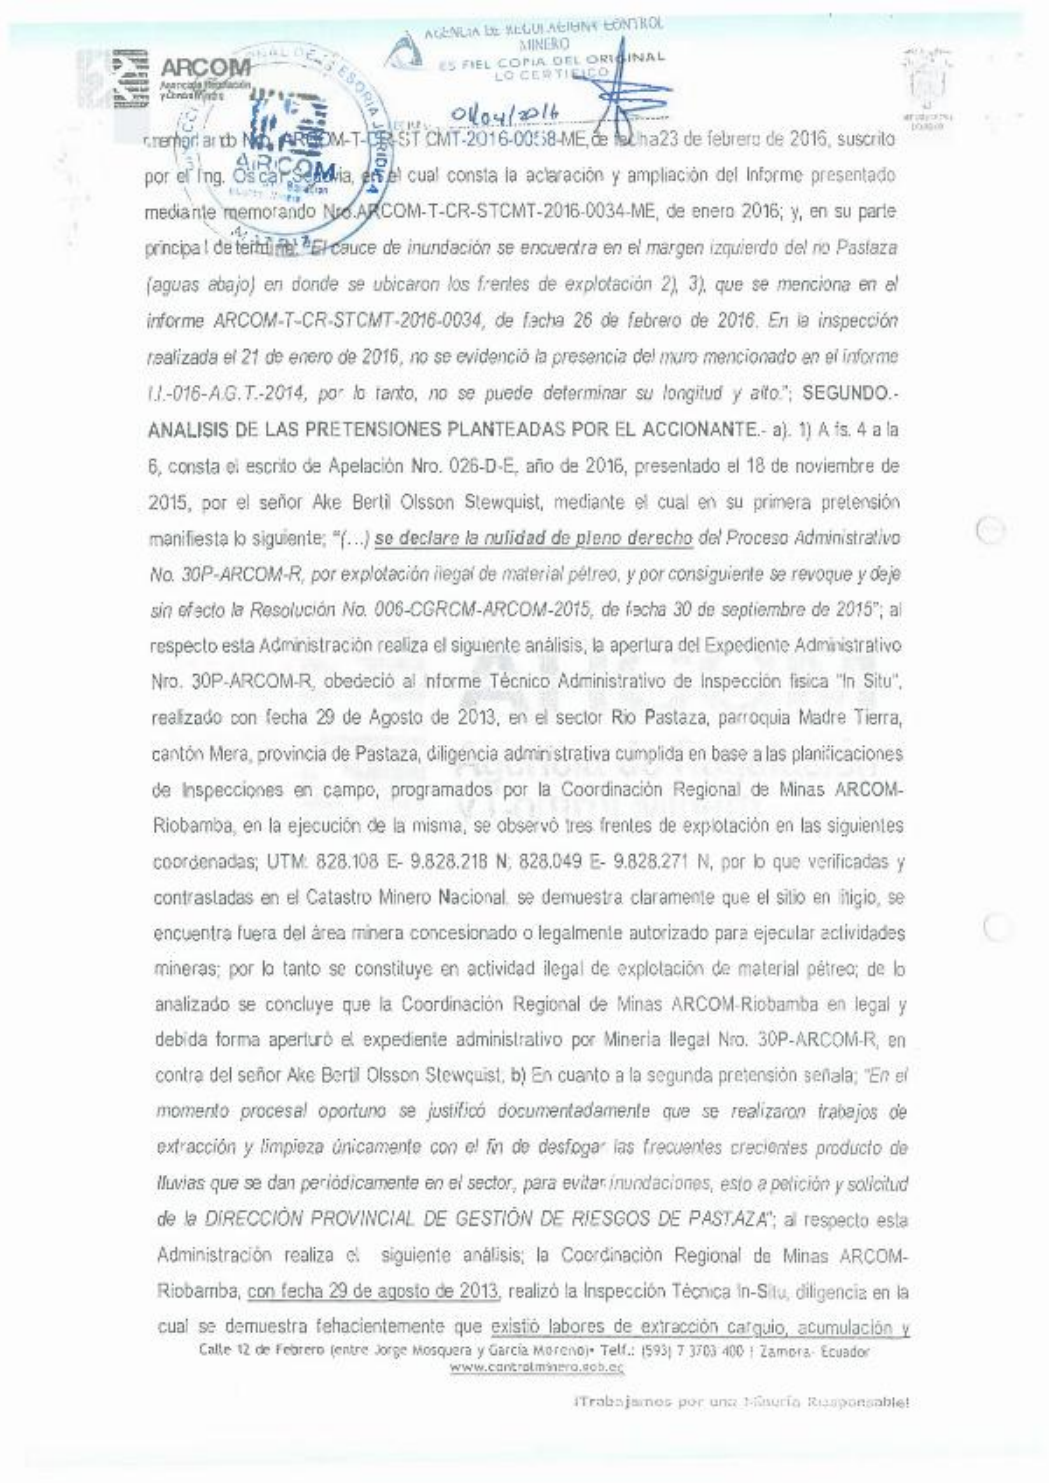 AGENCIA DE REGULACION Y CONTROL
MINERO
ES FIEL COPIA DEL ORIGINAL
LO CERTIFICO
ARCOM
Agencia de Regulación
y Control Minero
04/04/2016
memorando Nro. ARCOM-T-CR-ST CMT-2016-0058-ME, de fecha23 de febrero de 2016, suscrito
por el Ing. Oscar Segovia, en el cual consta la aclaración y ampliación del Informe presentado
mediante memorando Nro.ARCOM-T-CR-STCMT-2016-0034-ME, de enero 2016; y, en su parte
principal determina: "El cauce de inundación se encuentra en el margen izquierdo del rio Pastaza
(aguas abajo) en donde se ubicaron los frentes de explotación 2), 3), que se menciona en el
informe ARCOM-T-CR-STCMT-2016-0034, de fecha 26 de febrero de 2016. En la inspección
realizada el 21 de enero de 2016, no se evidenció la presencia del muro mencionado en el informe
I.I.-016-A.G.T.-2014, por lo tanto, no se puede determinar su longitud y alto."; SEGUNDO.-
ANALISIS DE LAS PRETENSIONES PLANTEADAS POR EL ACCIONANTE.- a). 1) A fs. 4 a la
6, consta el escrito de Apelación Nro. 026-D-E, año de 2016, presentado el 18 de noviembre de
2015, por el señor Ake Bertil Olsson Stewquist, mediante el cual en su primera pretensión
manifiesta lo siguiente; "(...) se declare la nulidad de pleno derecho del Proceso Administrativo
No. 30P-ARCOM-R, por explotación ilegal de material pétreo, y por consiguiente se revoque y deje
sin efecto la Resolución No. 006-CGRCM-ARCOM-2015, de fecha 30 de septiembre de 2015"; al
respecto esta Administración realiza el siguiente análisis, la apertura del Expediente Administrativo
Nro. 30P-ARCOM-R, obedeció al Informe Técnico Administrativo de Inspección física "In Situ",
realizado con fecha 29 de Agosto de 2013, en el sector Rio Pastaza, parroquia Madre Tierra,
cantón Mera, provincia de Pastaza, diligencia administrativa cumplida en base a las planificaciones
de Inspecciones en campo, programados por la Coordinación Regional de Minas ARCOM-
Riobamba, en la ejecución de la misma, se observó tres frentes de explotación en las siguientes
coordenadas; UTM: 828.108 E- 9.828.218 N; 828.049 E- 9.828.271 N, por lo que verificadas y
contrastadas en el Catastro Minero Nacional, se demuestra claramente que el sitio en litigio, se
encuentra fuera del área minera concesionado o legalmente autorizado para ejecutar actividades
mineras; por lo tanto se constituye en actividad ilegal de explotación de material pétreo; de lo
analizado se concluye que la Coordinación Regional de Minas ARCOM-Riobamba en legal y
debida forma aperturó el expediente administrativo por Minería Ilegal Nro. 30P-ARCOM-R, en
contra del señor Ake Bertil Olsson Stewquist, b) En cuanto a la segunda pretensión señala; "En el
momento procesal oportuno se justificó documentadamente que se realizaron trabajos de
extracción y limpieza únicamente con el fin de desfogar las frecuentes crecientes producto de
lluvias que se dan periódicamente en el sector, para evitar inundaciones, esto a petición y solicitud
de la DIRECCIÓN PROVINCIAL DE GESTIÓN DE RIESGOS DE PASTAZA"; al respecto esta
Administración realiza el siguiente análisis; la Coordinación Regional de Minas ARCOM-
Riobamba, con fecha 29 de agosto de 2013, realizó la Inspección Técnica In-Situ, diligencia en la
cual se demuestra fehacientemente que existió labores de extracción carguio, acumulación y
Calle 12 de Febrero (entre Jorge Mosquera y García Moreno)• Telf.: (593) 7 3703 400 | Zamora- Ecuador
www.controlminero.gob.ec
¡Trabajamos por una Minería Responsable!